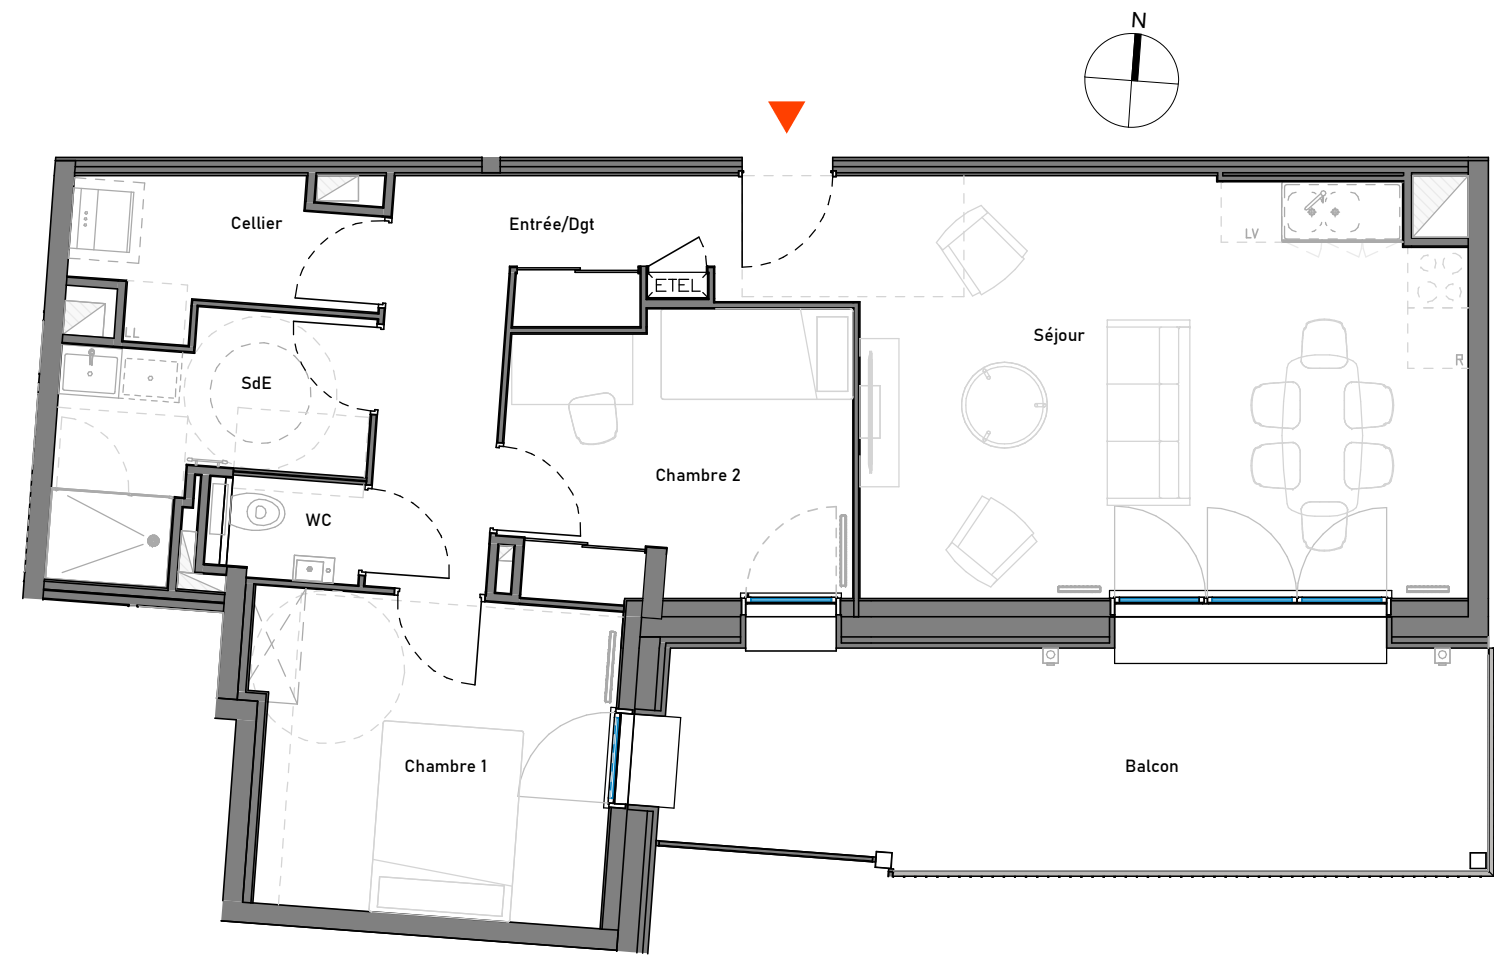 N
Cellier
Entrée/Dgt
LV
ETEL
LL
Séjour
R
SdE
Chambre 2
WC
Chambre 1
Balcon